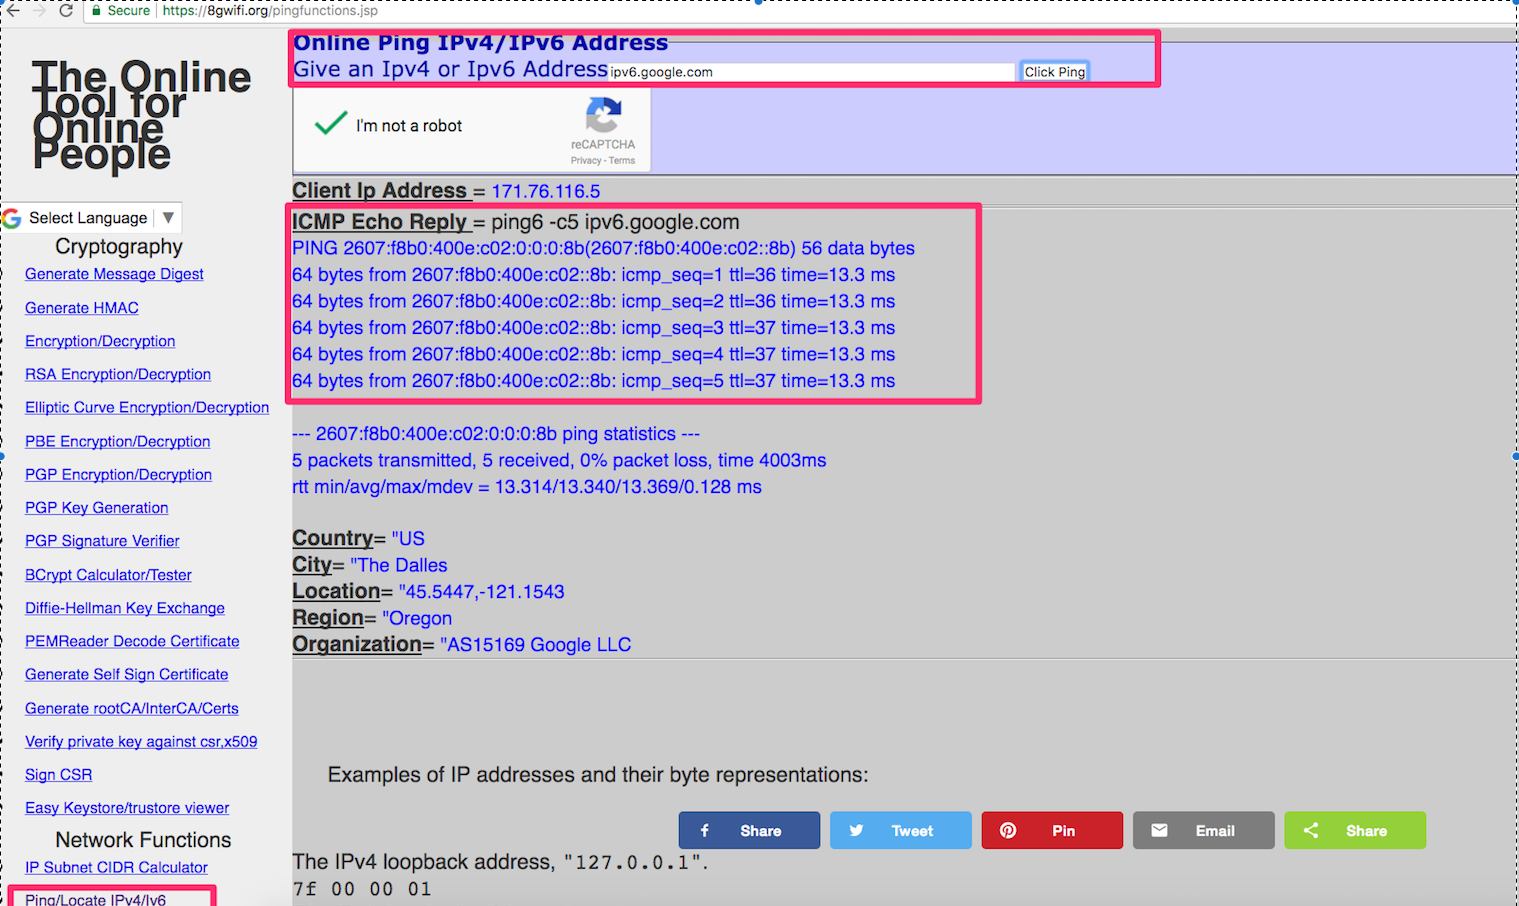 Secure https://8gwifi.org/pingfunctions.jsp
The Online
Tool for
Online
People
Select Language ▼
Cryptography
Generate Message Digest
Generate HMAC
Encryption/Decryption
RSA Encryption/Decryption
Elliptic Curve Encryption/Decryption
PBE Encryption/Decryption
PGP Encryption/Decryption
PGP Key Generation
PGP Signature Verifier
BCrypt Calculator/Tester
Diffie-Hellman Key Exchange
PEMReader Decode Certificate
Generate Self Sign Certificate
Generate rootCA/InterCA/Certs
Verify private key against csr,x509
Sign CSR
Easy Keystore/trustore viewer
Network Functions
IP Subnet CIDR Calculator
Ping/Locate IPv4/Iv6
Online Ping IPv4/IPv6 Address
Give an Ipv4 or Ipv6 Address ipv6.google.com Click Ping
I'm not a robot
reCAPTCHA
Privacy - Terms
Client Ip Address = 171.76.116.5
ICMP Echo Reply = ping6 -c5 ipv6.google.com
PING 2607:f8b0:400e:c02:0:0:0:8b(2607:f8b0:400e:c02::8b) 56 data bytes
64 bytes from 2607:f8b0:400e:c02::8b: icmp_seq=1 ttl=36 time=13.3 ms
64 bytes from 2607:f8b0:400e:c02::8b: icmp_seq=2 ttl=36 time=13.3 ms
64 bytes from 2607:f8b0:400e:c02::8b: icmp_seq=3 ttl=37 time=13.3 ms
64 bytes from 2607:f8b0:400e:c02::8b: icmp_seq=4 ttl=37 time=13.3 ms
64 bytes from 2607:f8b0:400e:c02::8b: icmp_seq=5 ttl=37 time=13.3 ms
--- 2607:f8b0:400e:c02:0:0:0:8b ping statistics ---
5 packets transmitted, 5 received, 0% packet loss, time 4003ms
rtt min/avg/max/mdev = 13.314/13.340/13.369/0.128 ms
Country= "US
City= "The Dalles
Location= "45.5447,-121.1543
Region= "Oregon
Organization= "AS15169 Google LLC
Examples of IP addresses and their byte representations:
Share Tweet Pin Email Share
The IPv4 loopback address, "127.0.0.1".
7f 00 00 01